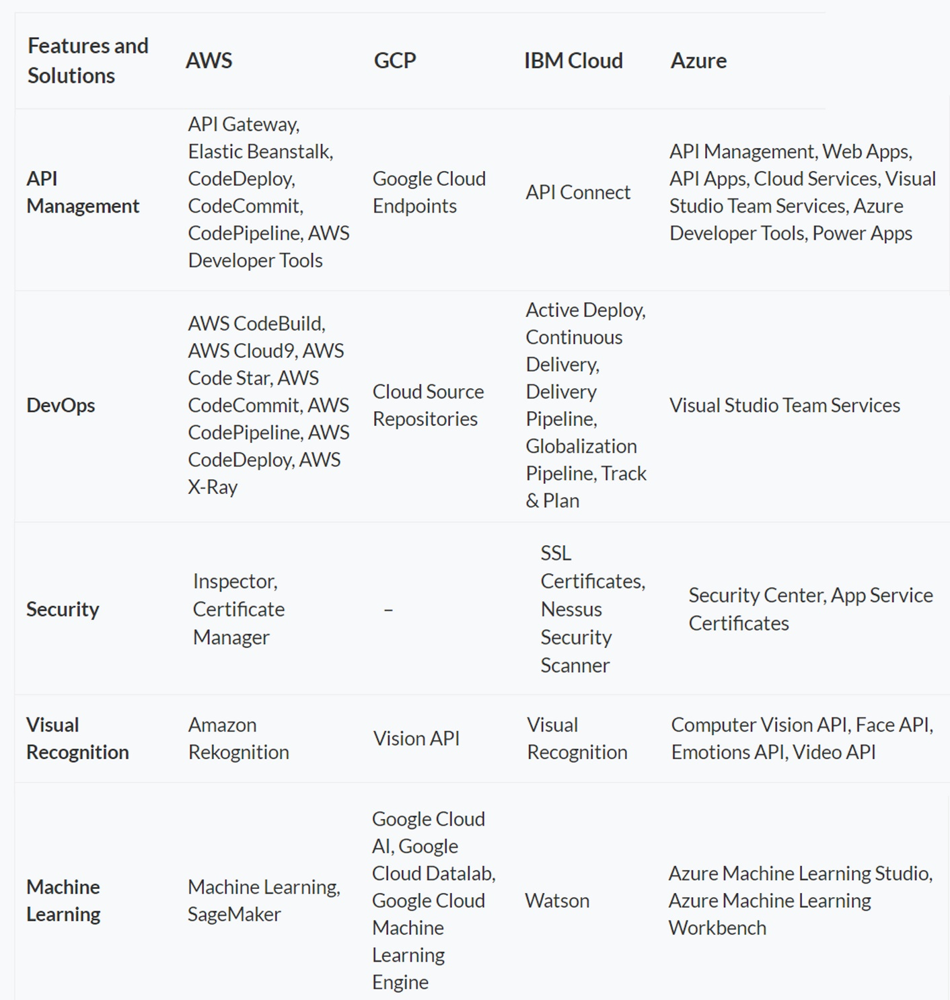 Features and
Solutions
AWS
GCP
IBM Cloud
Azure
API
Management
API Gateway,
Elastic Beanstalk,
CodeDeploy,
CodeCommit,
CodePipeline, AWS
Developer Tools
Google Cloud
Endpoints
API Connect
API Management, Web Apps,
API Apps, Cloud Services, Visual
Studio Team Services, Azure
Developer Tools, Power Apps
DevOps
AWS CodeBuild,
AWS Cloud9, AWS
Code Star, AWS
CodeCommit, AWS
CodePipeline, AWS
CodeDeploy, AWS
X-Ray
Cloud Source
Repositories
Active Deploy,
Continuous
Delivery,
Delivery
Pipeline,
Globalization
Pipeline, Track
& Plan
Visual Studio Team Services
Security
Inspector,
Certificate
Manager
–
SSL
Certificates,
Nessus
Security
Scanner
Security Center, App Service
Certificates
Visual
Recognition
Amazon
Rekognition
Vision API
Visual
Recognition
Computer Vision API, Face API,
Emotions API, Video API
Machine
Learning
Machine Learning,
SageMaker
Google Cloud
AI, Google
Cloud Datalab,
Google Cloud
Machine
Learning
Engine
Watson
Azure Machine Learning Studio,
Azure Machine Learning
Workbench